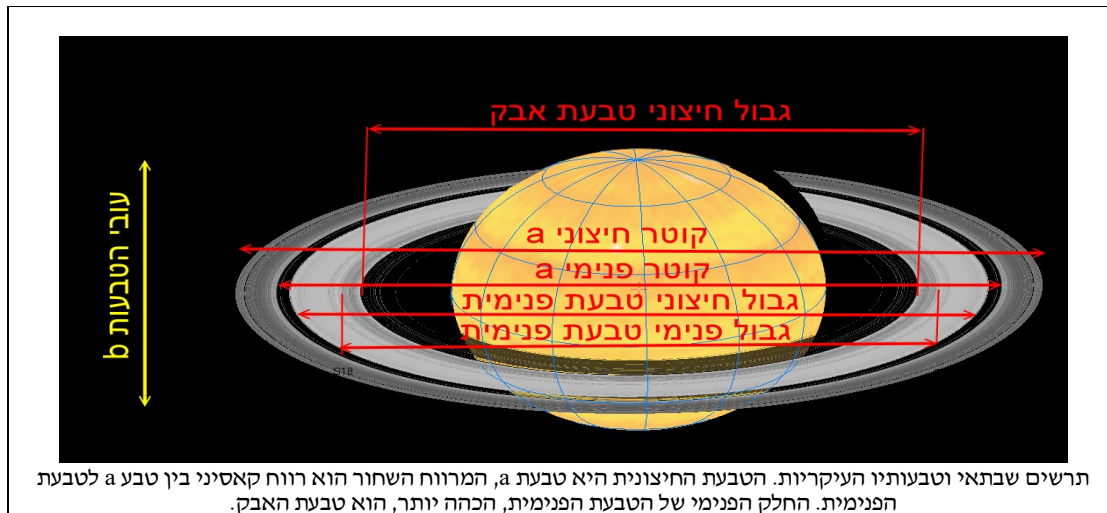 גבול חיצוני טבעת אבק
עובי הטבעות b
קוטר חיצוני a
קוטר פנימי a
גבול חיצוני טבעת פנימית
גבול פנימי טבעת פנימית
S18
תרשים שבתאי וטבעותיו העיקריות. הטבעת החיצונית היא טבעת a, המרווח השחור הוא רווח קאסיני בין טבע a לטבעת
הפנימית. החלק הפנימי של הטבעת הפנימית, הכהה יותר, הוא טבעת האבק.